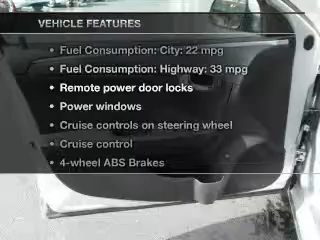 VEHICLE FEATURES
• Fuel Consumption: City: 22 mpg
• Fuel Consumption: Highway: 33 mpg
• Remote power door locks
• Power windows
• Cruise controls on steering wheel
• Cruise control
• 4-wheel ABS Brakes